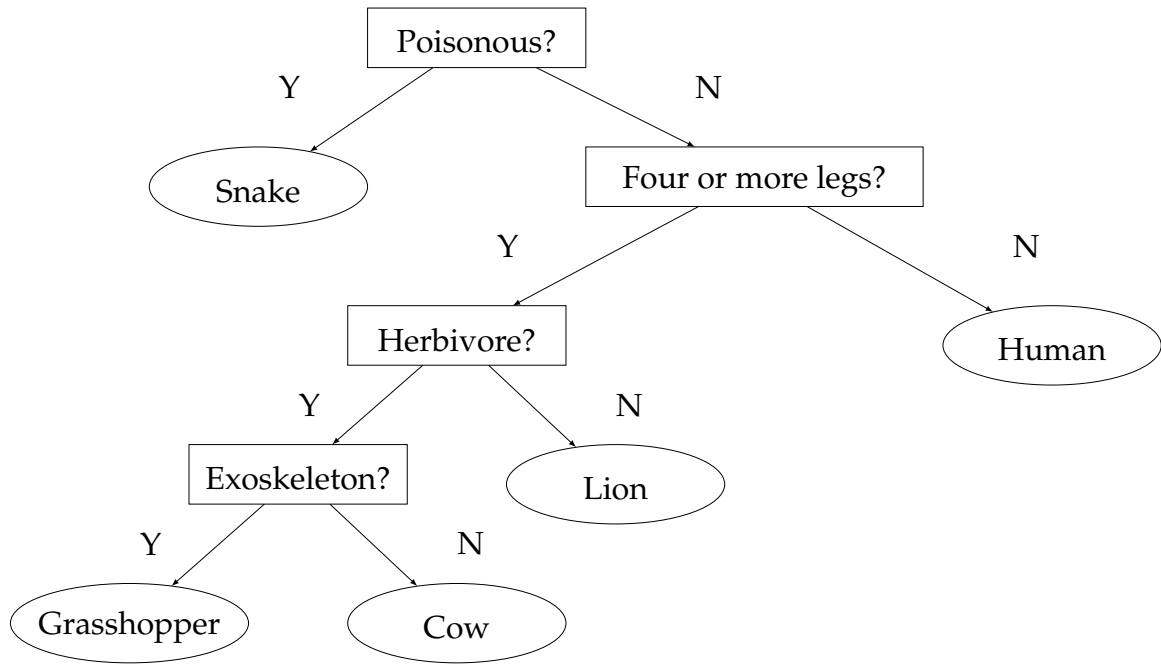 Poisonous?
Y
N
Snake
Four or more legs?
Y
N
Herbivore?
Human
Y
N
Exoskeleton?
Lion
Y
N
Grasshopper
Cow